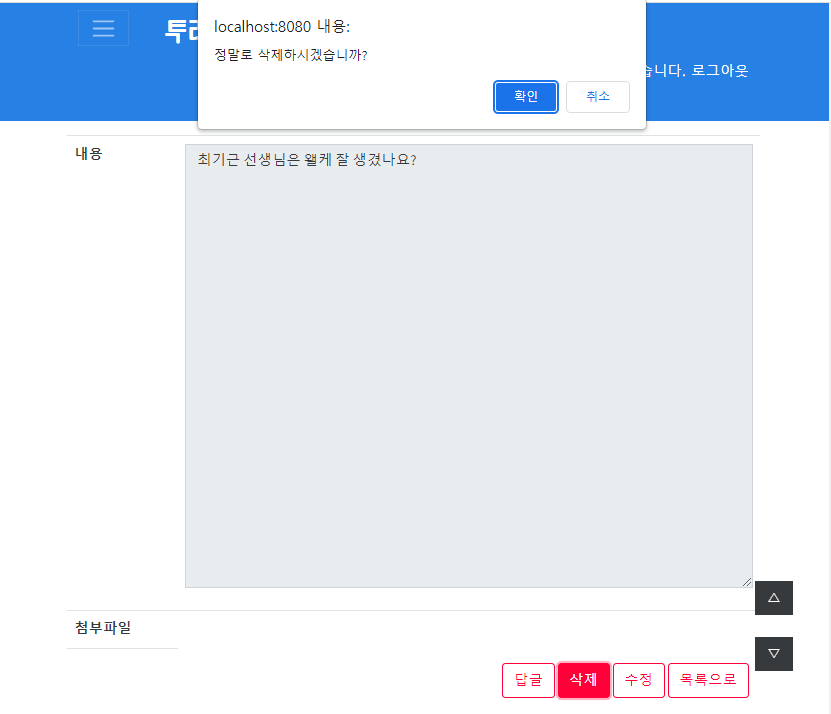 localhost:8080 내용:
정말로 삭제하시겠습니까?
확인 취소
습니다. 로그아웃
내용
최기근 선생님은 왤케 잘 생겼나요?
첨부파일
답글 삭제 수정 목록으로